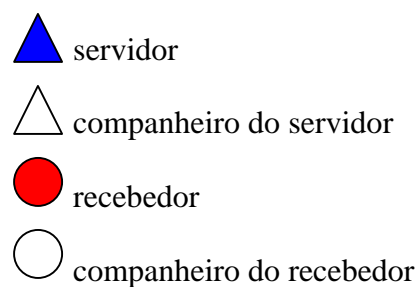 servidor
companheiro do servidor
recebedor
companheiro do recebedor